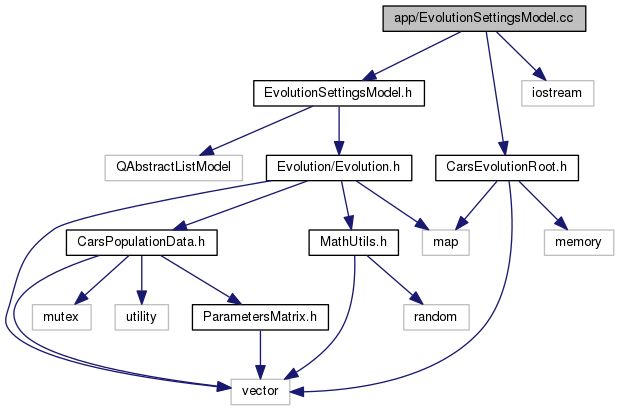 app/EvolutionSettingsModel.cc
EvolutionSettingsModel.h
iostream
QAbstractListModel
Evolution/Evolution.h
CarsEvolutionRoot.h
CarsPopulationData.h
MathUtils.h
map
memory
mutex
utility
ParametersMatrix.h
random
vector